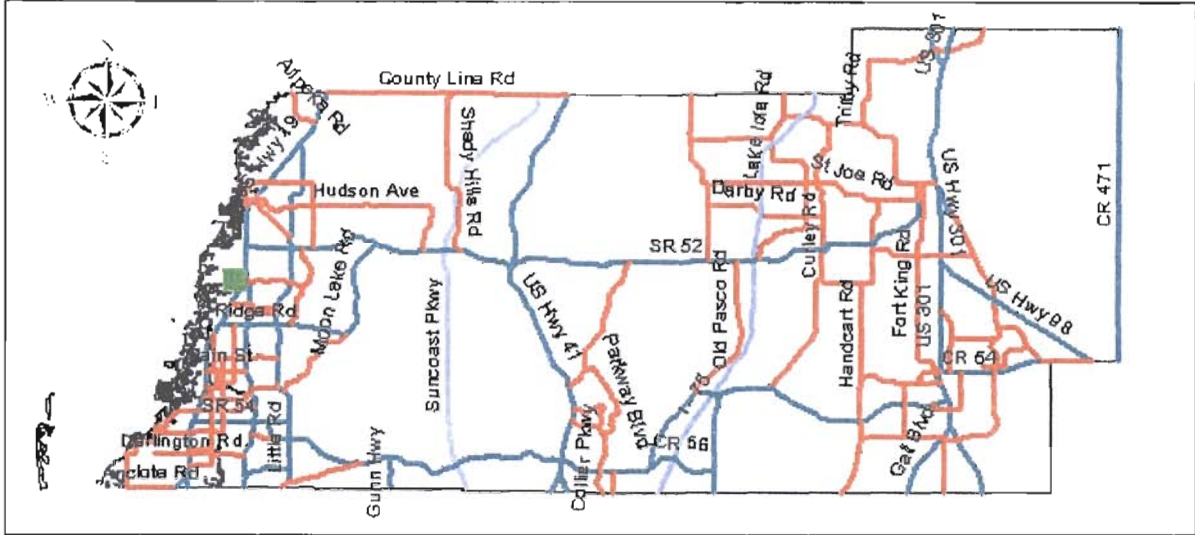 US 301
Aripeka Rd
County Line Rd
Trilby Rd
Lake Iola Rd
Hwy 19
Shady Hills Rd
St Joe Rd
US Hwy 301
Hudson Ave
Darby Rd
CR 471
Curley Rd
SR 52
Moon Lake Rd
Old Pasco Rd
Fort King Rd
US Hwy 98
US Hwy 41
Ridge Rd
Handcart Rd
US 301
Suncoast Pkwy
Main St
Parkway Blvd
CR 54
I-75
SR 54
Little Rd
Collier Pkwy
Gall Blvd
Darlington Rd.
CR 56
Anclote Rd
Gunn Hwy